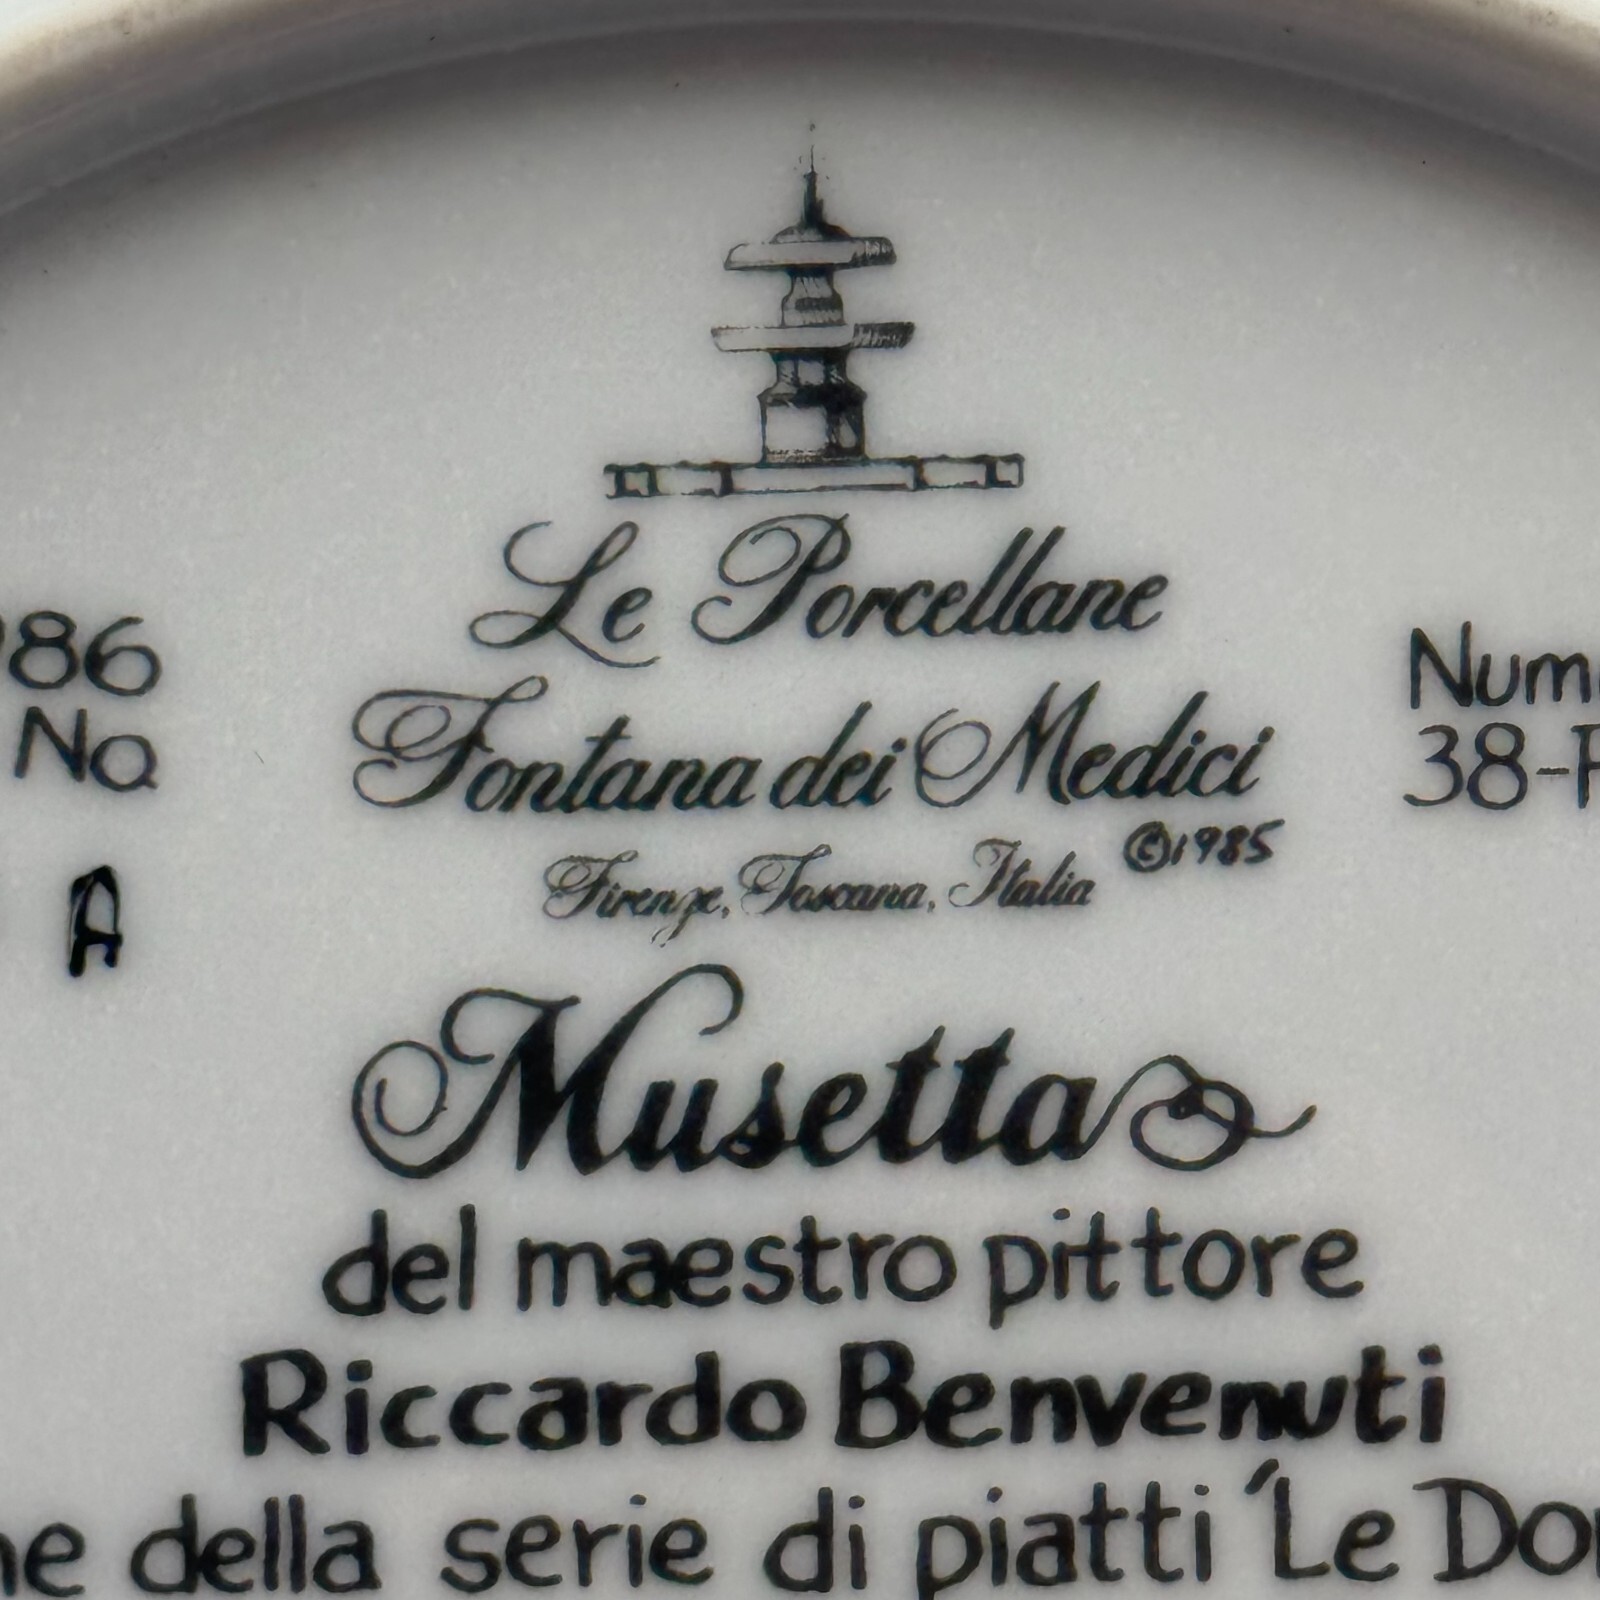 Le Porcellane
Fontana dei Medici
©1985
Firenze, Toscana, Italia
86
No
A
38-
Musetta
del maestro pittore
Riccardo Benvenuti
della serie di piatti 'Le